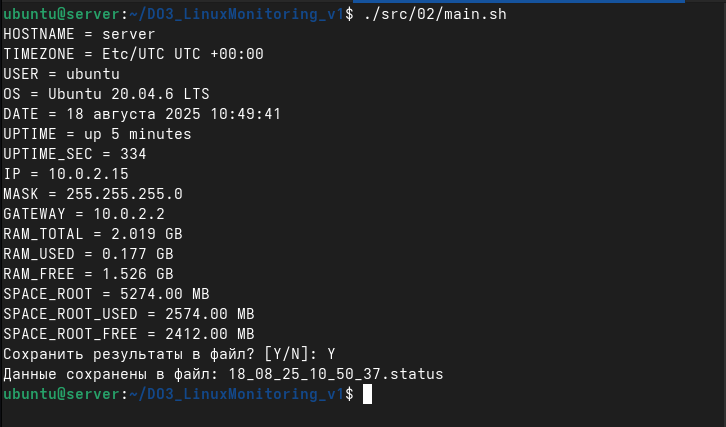 ubuntu@server:~/DO3_LinuxMonitoring_v1$ ./src/02/main.sh
HOSTNAME = server
TIMEZONE = Etc/UTC UTC +00:00
USER = ubuntu
OS = Ubuntu 20.04.6 LTS
DATE = 18 августа 2025 10:49:41
UPTIME = up 5 minutes
UPTIME_SEC = 334
IP = 10.0.2.15
MASK = 255.255.255.0
GATEWAY = 10.0.2.2
RAM_TOTAL = 2.019 GB
RAM_USED = 0.177 GB
RAM_FREE = 1.526 GB
SPACE_ROOT = 5274.00 MB
SPACE_ROOT_USED = 2574.00 MB
SPACE_ROOT_FREE = 2412.00 MB
Сохранить результаты в файл? [Y/N]: Y
Данные сохранены в файл: 18_08_25_10_50_37.status
ubuntu@server:~/DO3_LinuxMonitoring_v1$